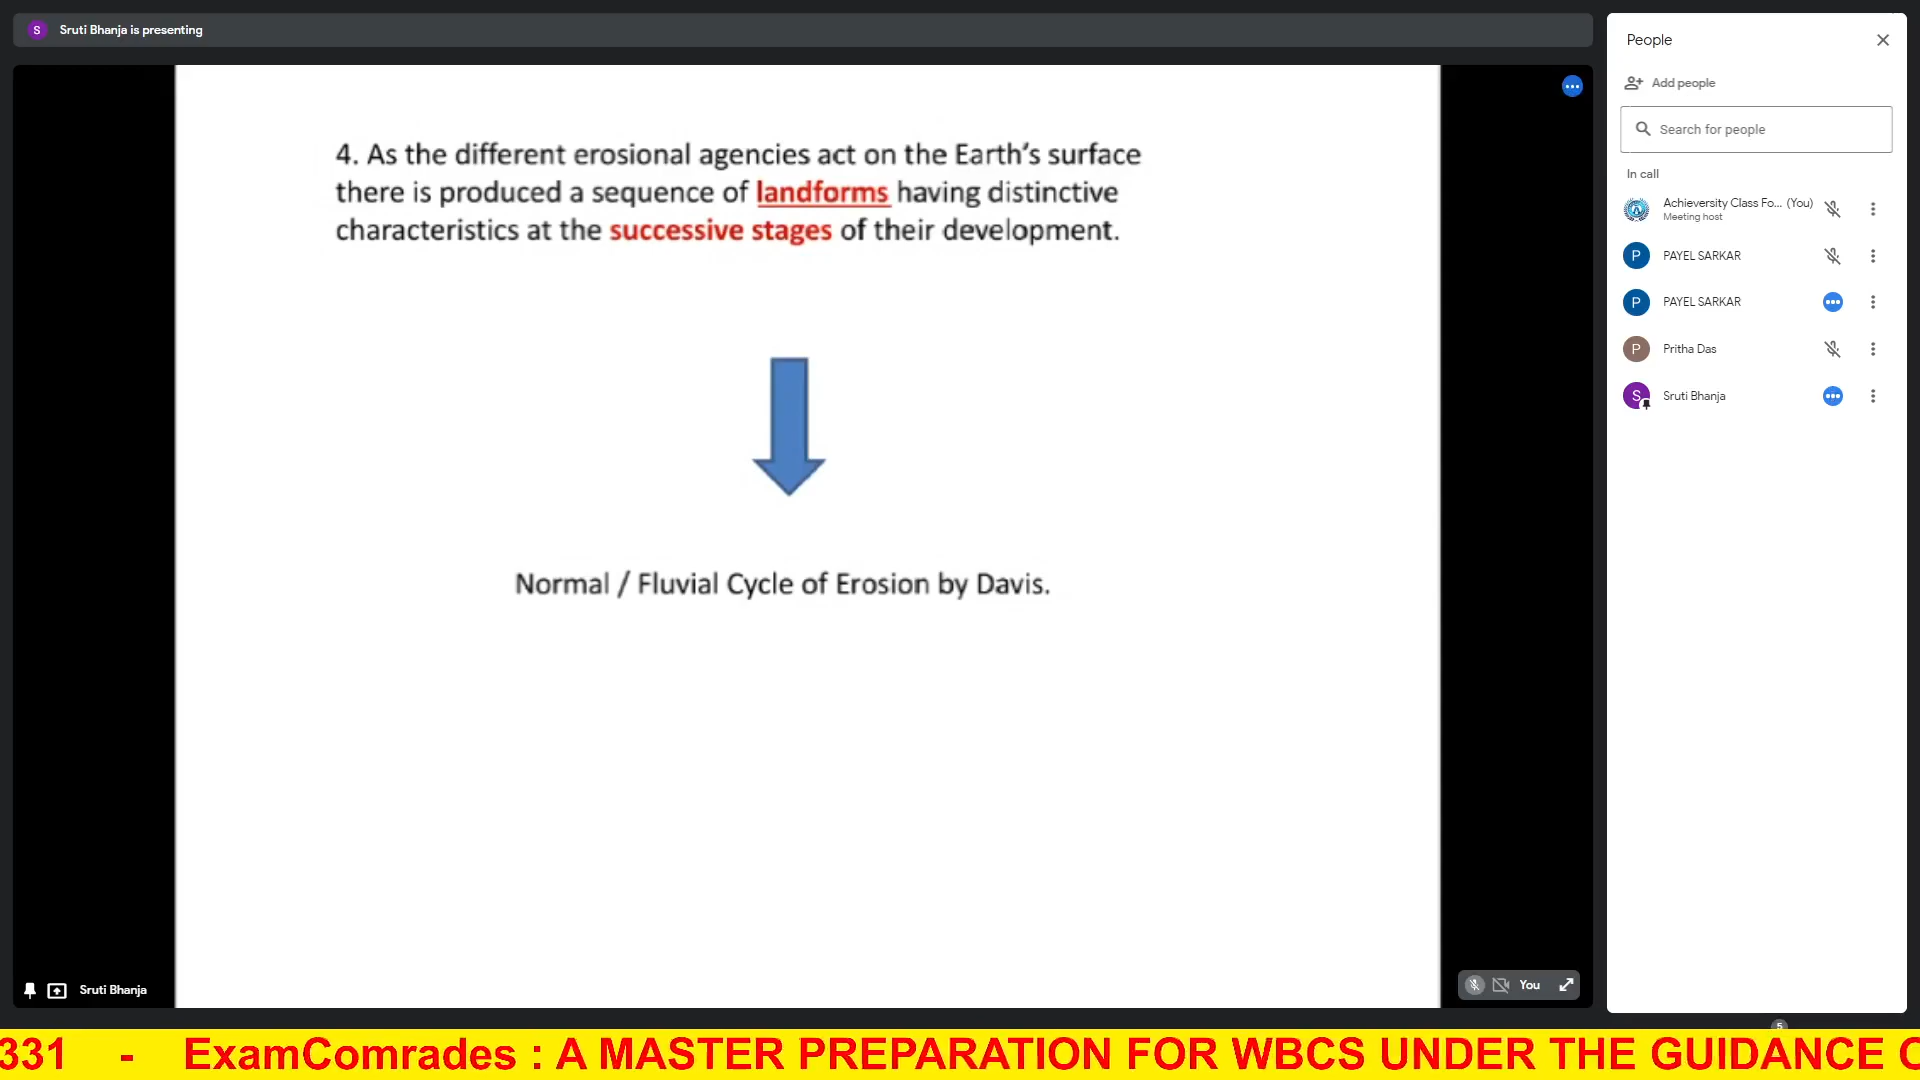 S Sruti Bhanja is presenting
4. As the different erosional agencies act on the Earth's surface
there is produced a sequence of landforms having distinctive
characteristics at the successive stages of their development.
Normal / Fluvial Cycle of Erosion by Davis.
Sruti Bhanja
You
People
Add people
Search for people
In call
Achieversity Class Fo... (You)
Meeting host
P PAYEL SARKAR
P PAYEL SARKAR
P Pritha Das
S Sruti Bhanja
5
331 - ExamComrades : A MASTER PREPARATION FOR WBCS UNDER THE GUIDANCE